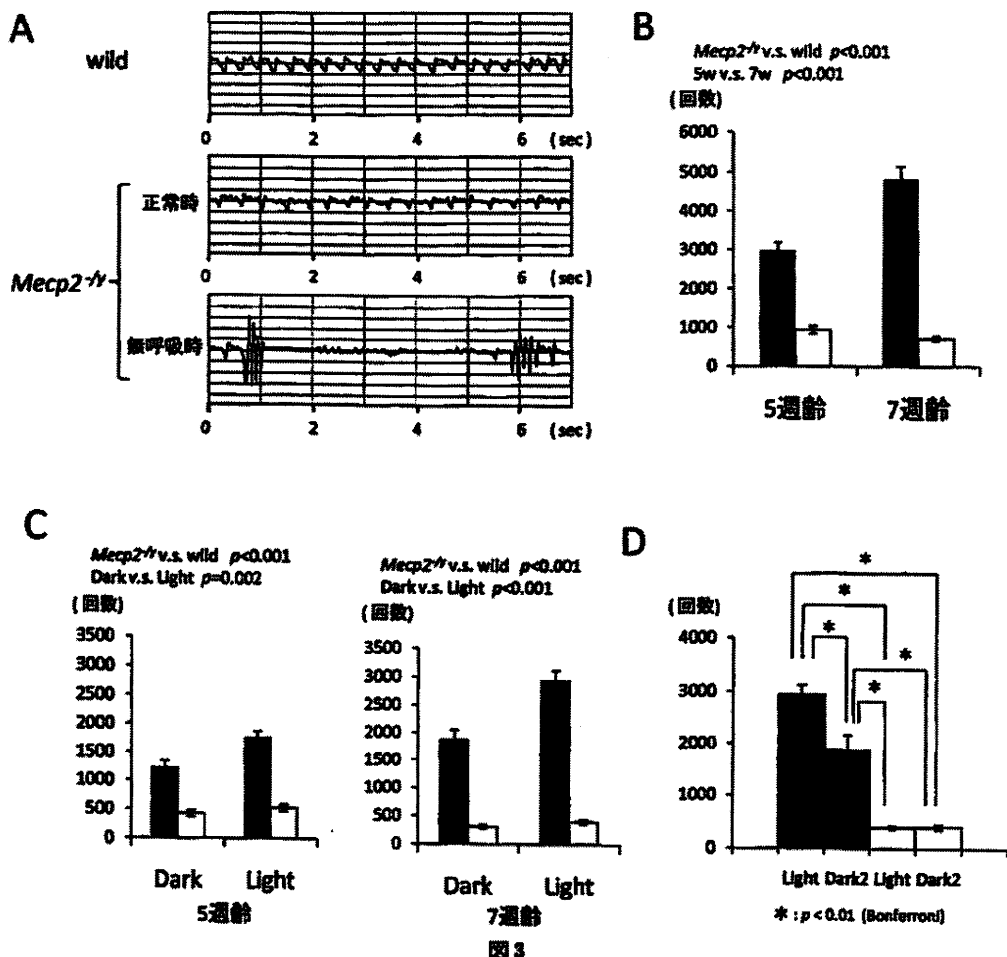 A
wild
0 2 4 6 (sec)
正常時
0 2 4 6 (sec)
Mecp2-/y
無呼吸時
0 2 4 6 (sec)
B
Mecp2-/y v.s. wild p<0.001
5w v.s. 7w p<0.001
(回数)
6000
5000
4000
3000
2000
1000
0
5週齢 7週齢
C
Mecp2-/y v.s. wild p<0.001
Dark v.s. Light p=0.002
(回数)
3500
3000
2500
2000
1500
1000
500
0
Dark Light
5週齢
Mecp2-/y v.s. wild p<0.001
Dark v.s. Light p<0.001
(回数)
3500
3000
2500
2000
1500
1000
500
0
Dark Light
7週齢
D
(回数)
4000
3000
2000
1000
0
*
*
*
*
*
Light Dark2 Light Dark2
* : p < 0.01 (Bonferroni)
図 3